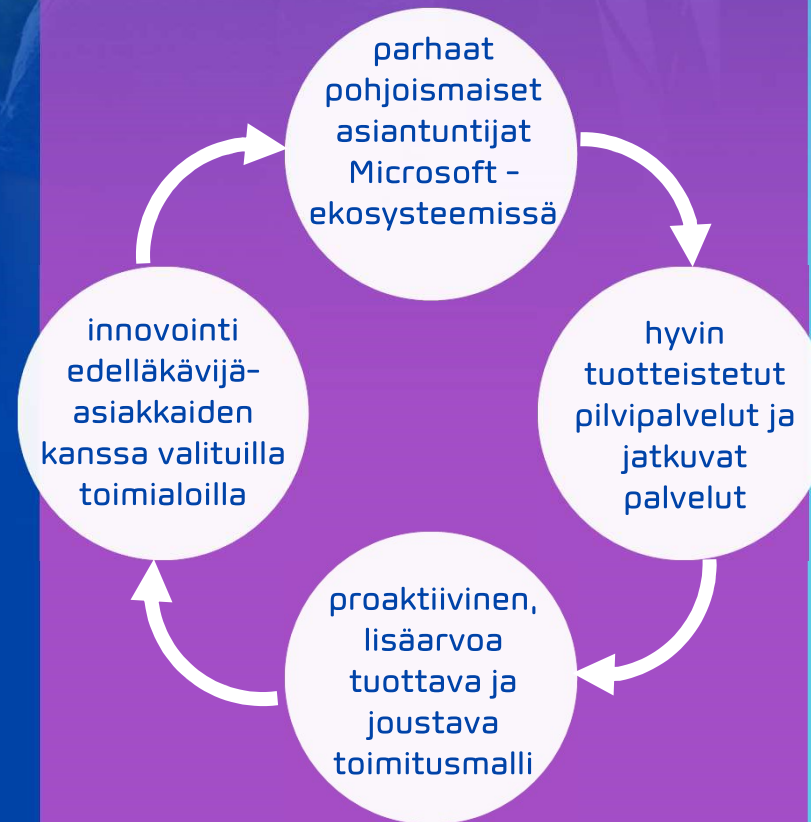 parhaat
pohjoismaiset
asiantuntijat
Microsoft -
ekosysteemissä
hyvin
tuotteistetut
pilvipalvelut ja
jatkuvat
palvelut
proaktiivinen,
lisäarvoa
tuottava ja
joustava
toimitusmalli
innovointi
edelläkävijä-
asiakkaiden
kanssa valituilla
toimialoilla